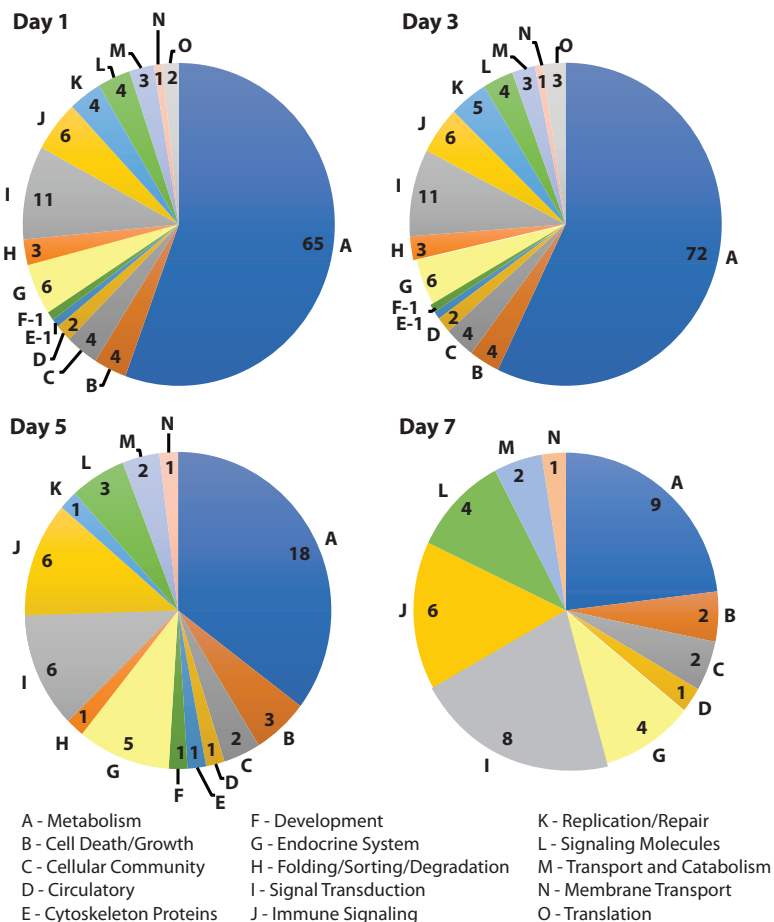 Day 1
A
65
B
4
C
4
D
2
E-1
F-1
G
6
H
3
I
11
J
6
K
4
L
4
M
3
N
1
O
2
Day 3
A
72
B
4
C
4
D
2
E-1
F-1
G
6
H
3
I
11
J
6
K
5
L
4
M
3
N
1
O
3
Day 5
A
18
B
3
C
2
D
1
E
1
F
1
G
5
H
1
I
6
J
6
K
1
L
3
M
2
N
1
Day 7
A
9
B
2
C
2
D
1
G
4
I
8
J
6
L
4
M
2
N
1
A - Metabolism
B - Cell Death/Growth
C - Cellular Community
D - Circulatory
E - Cytoskeleton Proteins
F - Development
G - Endocrine System
H - Folding/Sorting/Degradation
I - Signal Transduction
J - Immune Signaling
K - Replication/Repair
L - Signaling Molecules
M - Transport and Catabolism
N - Membrane Transport
O - Translation